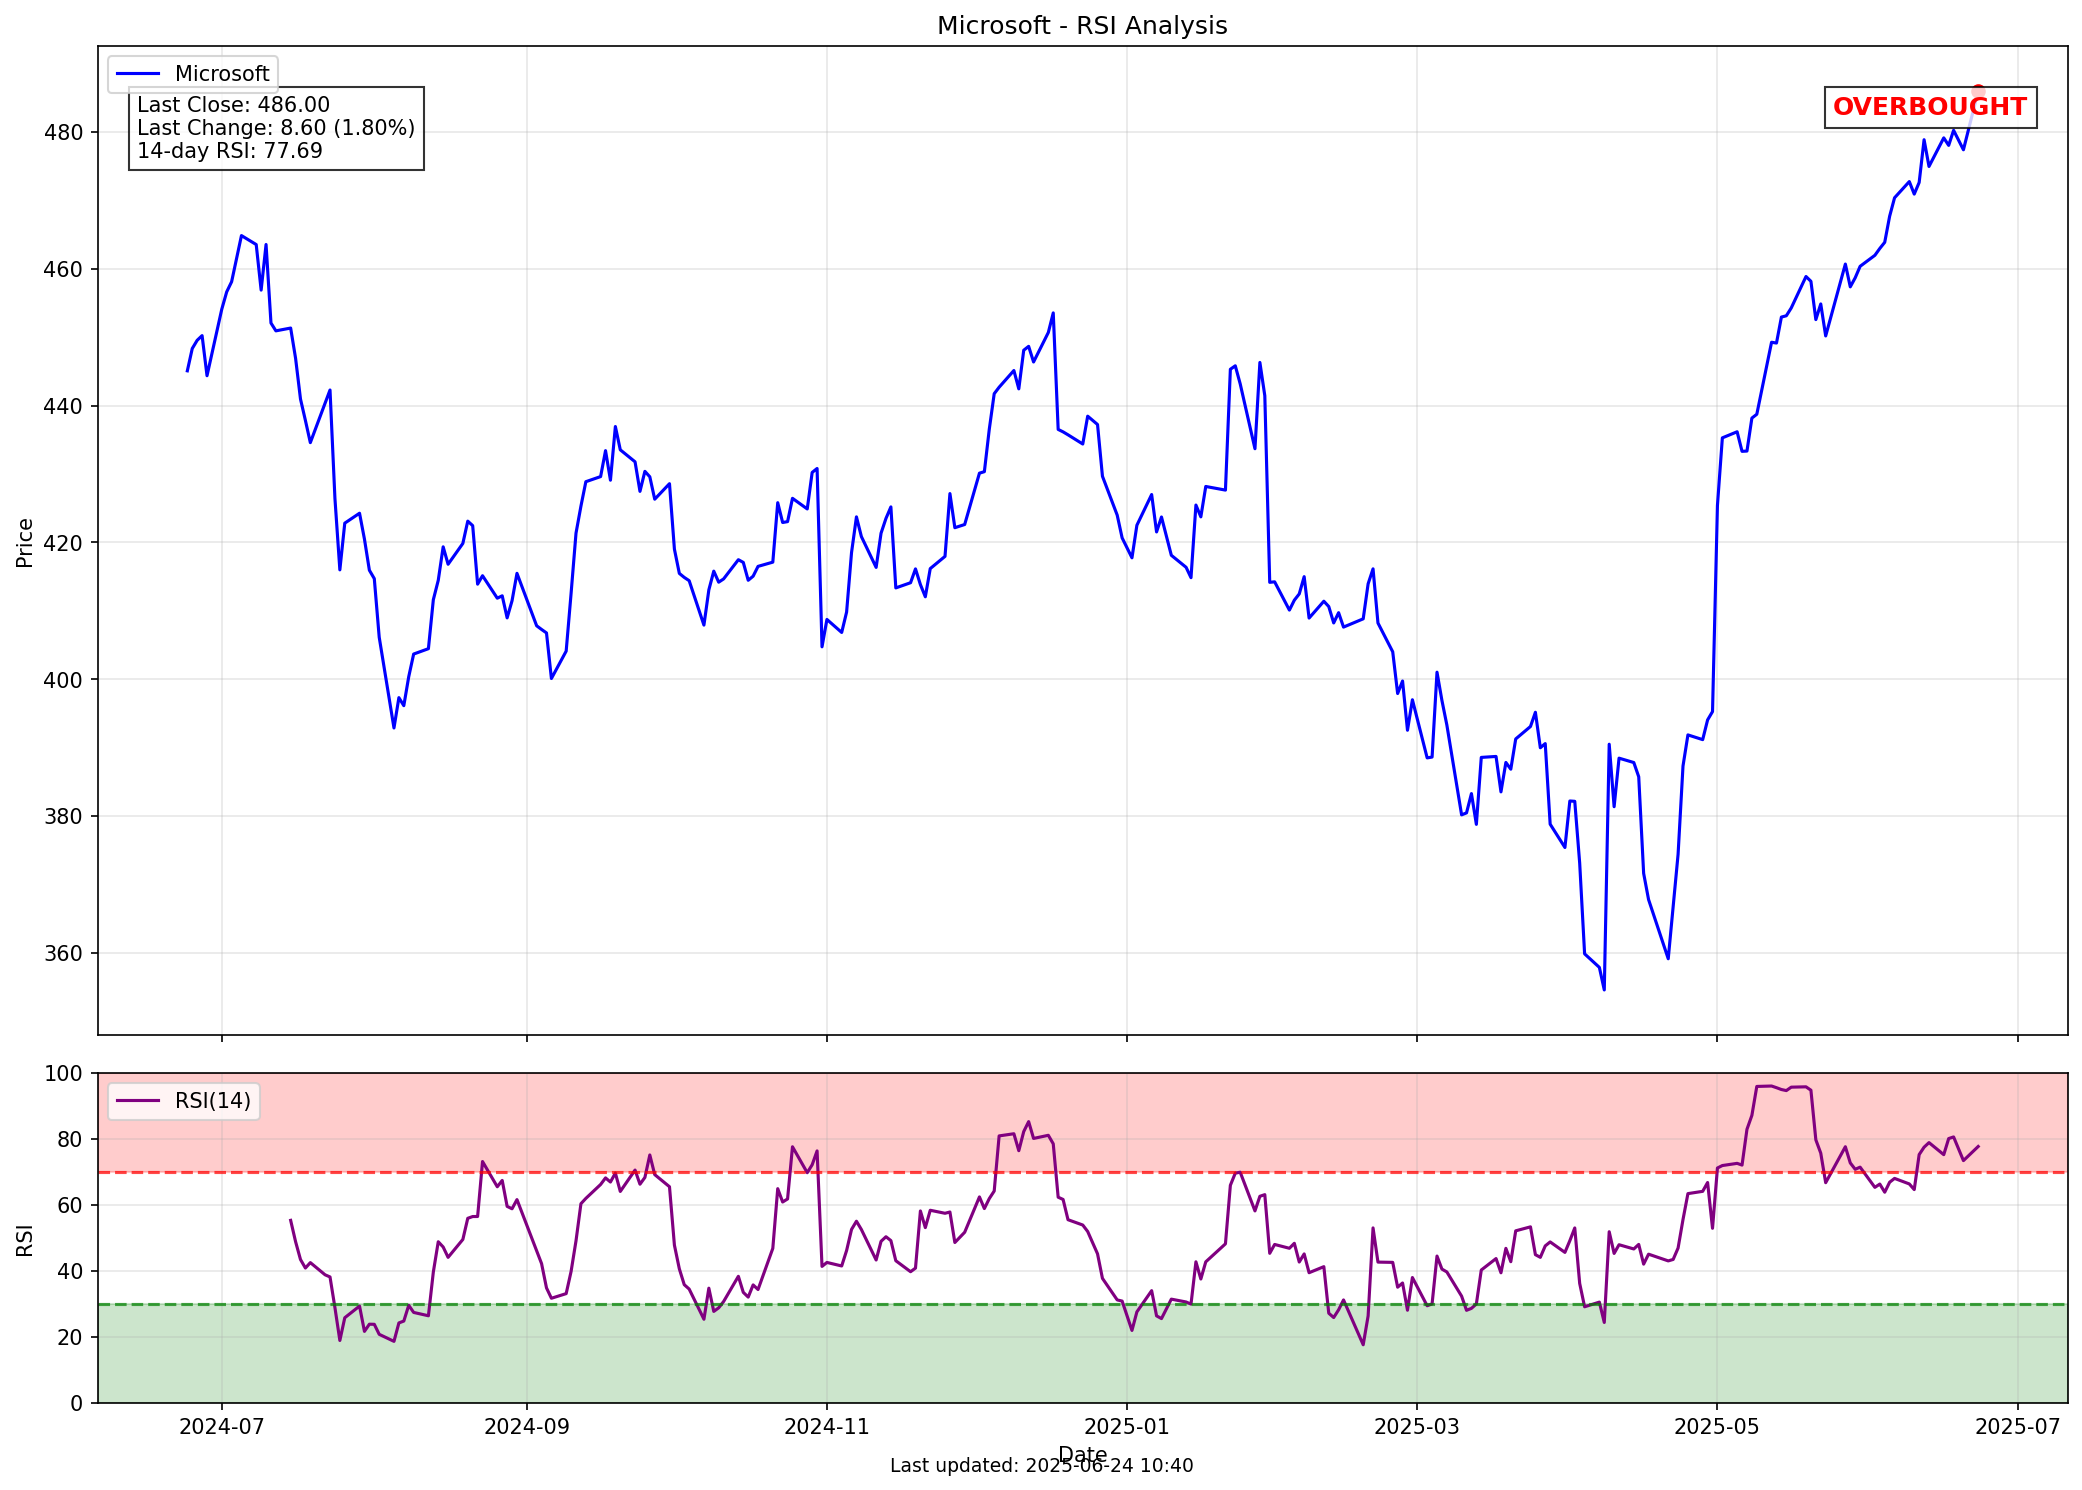 Microsoft - RSI Analysis
Microsoft
Last Close: 486.00
Last Change: 8.60 (1.80%)
14-day RSI: 77.69
OVERBOUGHT
480
460
440
420
400
380
360
Price
100
80
60
40
20
0
RSI
RSI(14)
2024-07
2024-09
2024-11
2025-01
2025-03
2025-05
2025-07
Date
Last updated: 2025-06-24 10:40